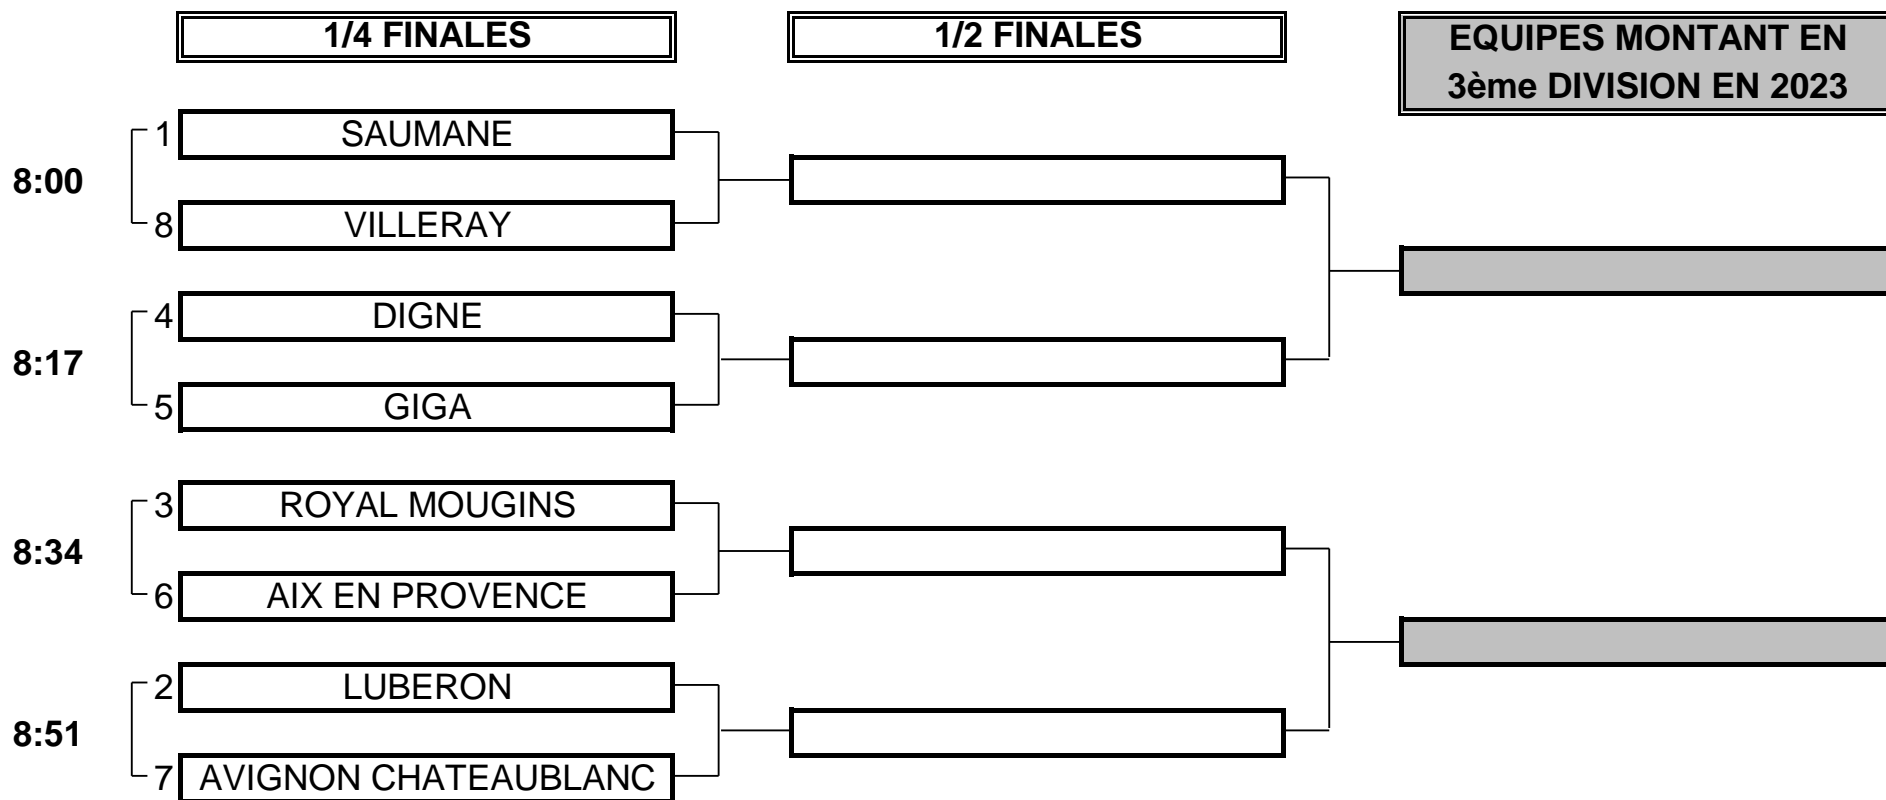 1/4 FINALES 1/2 FINALES EQUIPES MONTANT EN
3ème DIVISION EN 2023
1 SAUMANE
8:00
8 VILLERAY
4 DIGNE
8:17
5 GIGA
3 ROYAL MOUGINS
8:34
6 AIX EN PROVENCE
2 LUBERON
8:51
7 AVIGNON CHATEAUBLANC